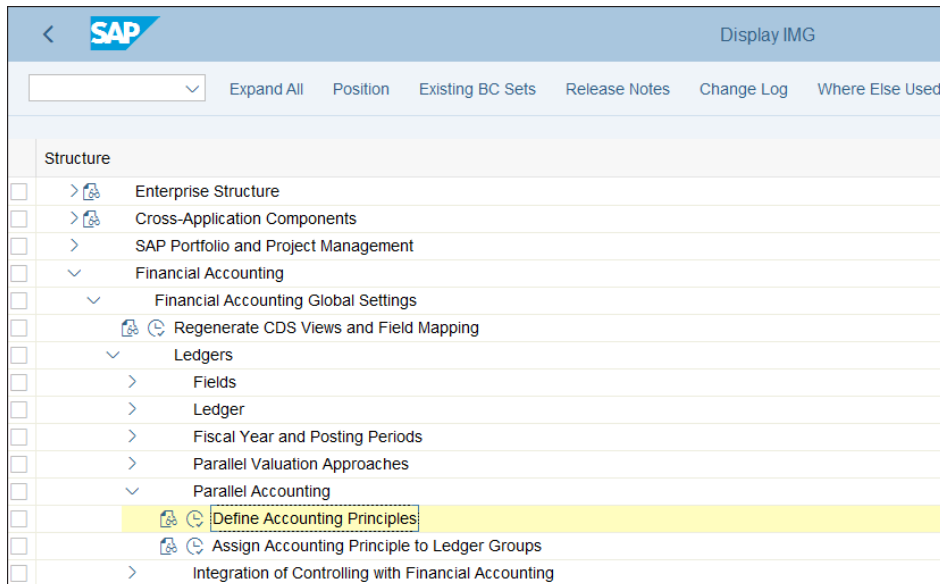 SAP Display IMG
Expand All Position Existing BC Sets Release Notes Change Log Where Else Used
Structure
Enterprise Structure
Cross-Application Components
SAP Portfolio and Project Management
Financial Accounting
Financial Accounting Global Settings
Regenerate CDS Views and Field Mapping
Ledgers
Fields
Ledger
Fiscal Year and Posting Periods
Parallel Valuation Approaches
Parallel Accounting
Define Accounting Principles
Assign Accounting Principle to Ledger Groups
Integration of Controlling with Financial Accounting